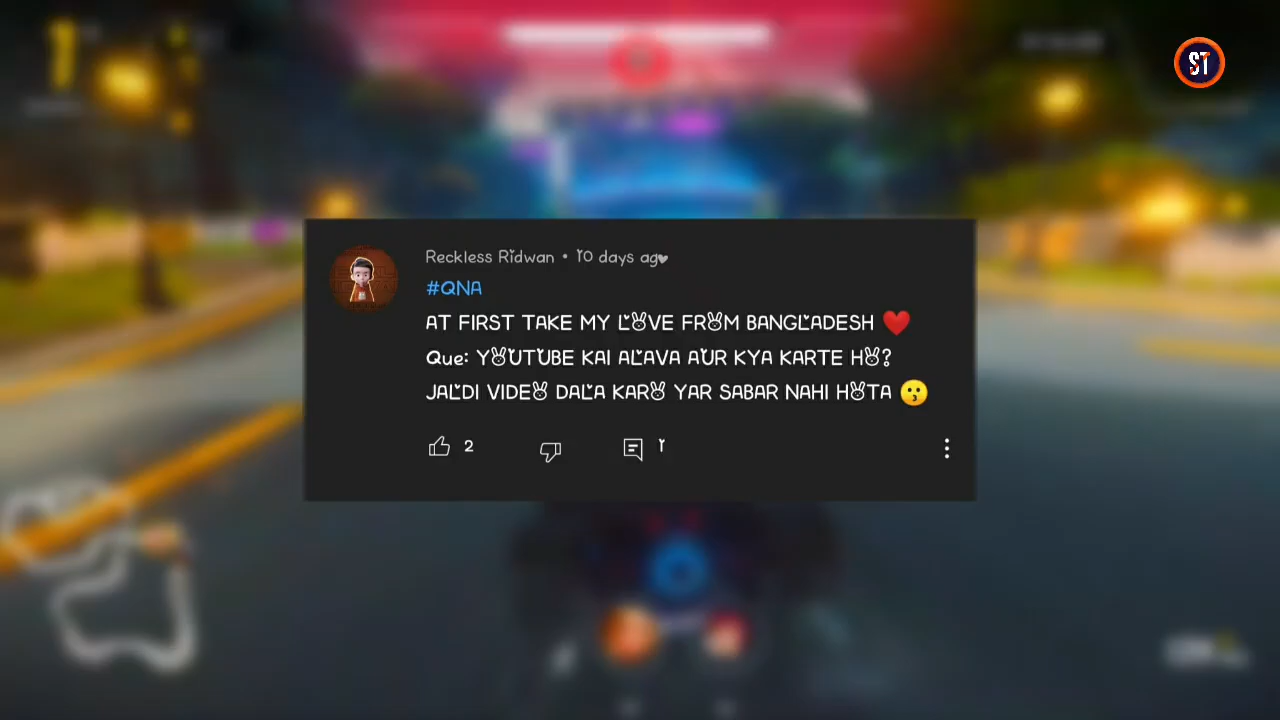 ST
Reckless Ridwan • 10 days ago
#QNA
AT FIRST TAKE MY LOVE FROM BANGLADESH ❤️
Que: YOUTUBE KAI ALAVA AUR KYA KARTE HO?
JALDI VIDEO DALA KARO YAR SABAR NAHI HOTA 😗
2
1